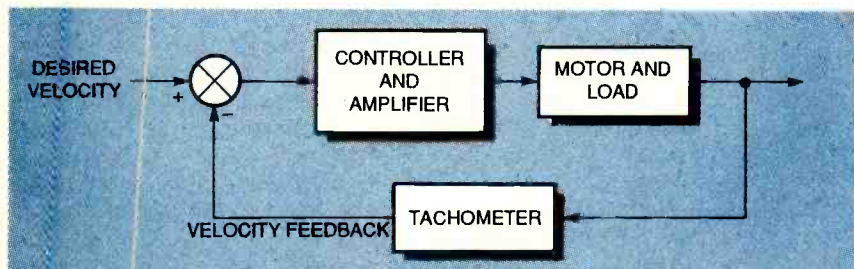 DESIRED
VELOCITY
+
−
CONTROLLER
AND
AMPLIFIER
MOTOR AND
LOAD
TACHOMETER
VELOCITY FEEDBACK